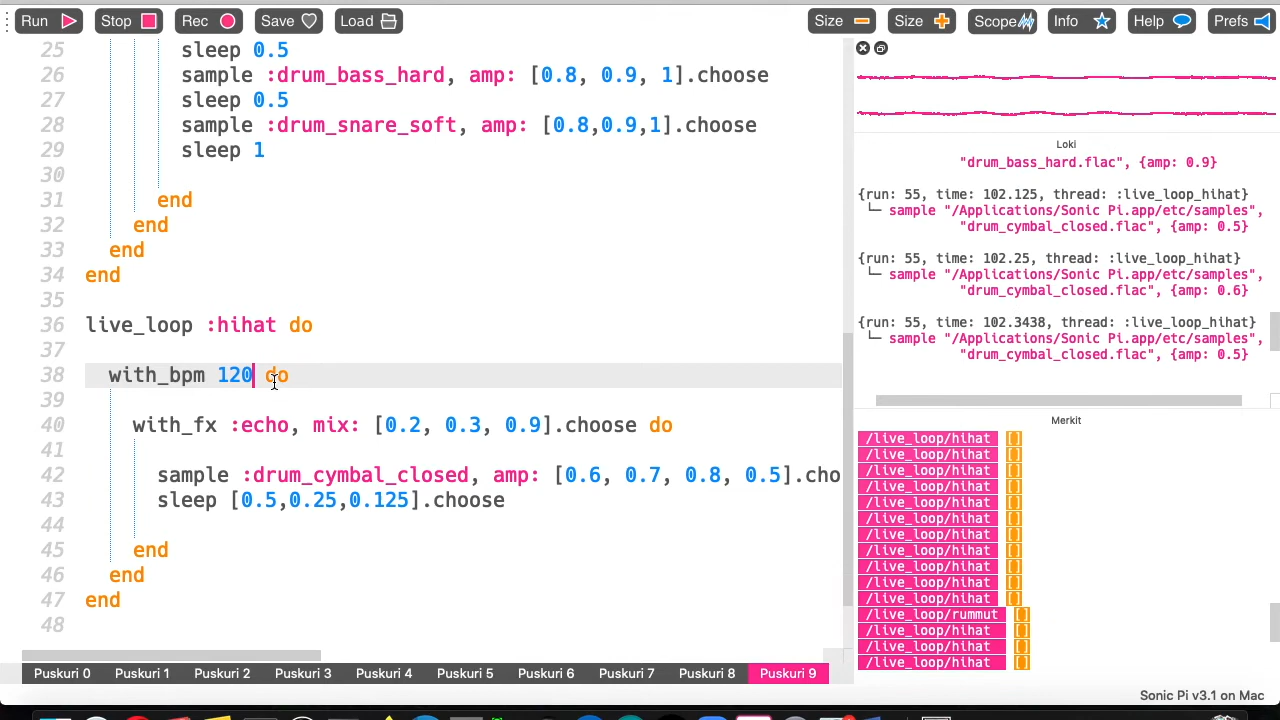 Run Stop Rec Save Load Size Size Scope Info Help Prefs
25 sleep 0.5
26 sample :drum_bass_hard, amp: [0.8, 0.9, 1].choose
27 sleep 0.5
28 sample :drum_snare_soft, amp: [0.8,0.9,1].choose
29 sleep 1
30
31 end
32 end
33 end
34 end
35
36 live_loop :hihat do
37
38 with_bpm 120 do
39
40 with_fx :echo, mix: [0.2, 0.3, 0.9].choose do
41
42 sample :drum_cymbal_closed, amp: [0.6, 0.7, 0.8, 0.5].cho
43 sleep [0.5,0.25,0.125].choose
44
45 end
46 end
47 end
48
Loki
"drum_bass_hard.flac", {amp: 0.9}
{run: 55, time: 102.125, thread: :live_loop_hihat}
└─ sample "/Applications/Sonic Pi.app/etc/samples",
"drum_cymbal_closed.flac", {amp: 0.5}
{run: 55, time: 102.25, thread: :live_loop_hihat}
└─ sample "/Applications/Sonic Pi.app/etc/samples",
"drum_cymbal_closed.flac", {amp: 0.6}
{run: 55, time: 102.3438, thread: :live_loop_hihat}
└─ sample "/Applications/Sonic Pi.app/etc/samples",
"drum_cymbal_closed.flac", {amp: 0.5}
Merkit
/live_loop/hihat []
/live_loop/hihat []
/live_loop/hihat []
/live_loop/hihat []
/live_loop/hihat []
/live_loop/hihat []
/live_loop/hihat []
/live_loop/hihat []
/live_loop/hihat []
/live_loop/hihat []
/live_loop/hihat []
/live_loop/rummut []
/live_loop/hihat []
/live_loop/hihat []
/live_loop/hihat []
Puskuri 0 Puskuri 1 Puskuri 2 Puskuri 3 Puskuri 4 Puskuri 5 Puskuri 6 Puskuri 7 Puskuri 8 Puskuri 9
Sonic Pi v3.1 on Mac